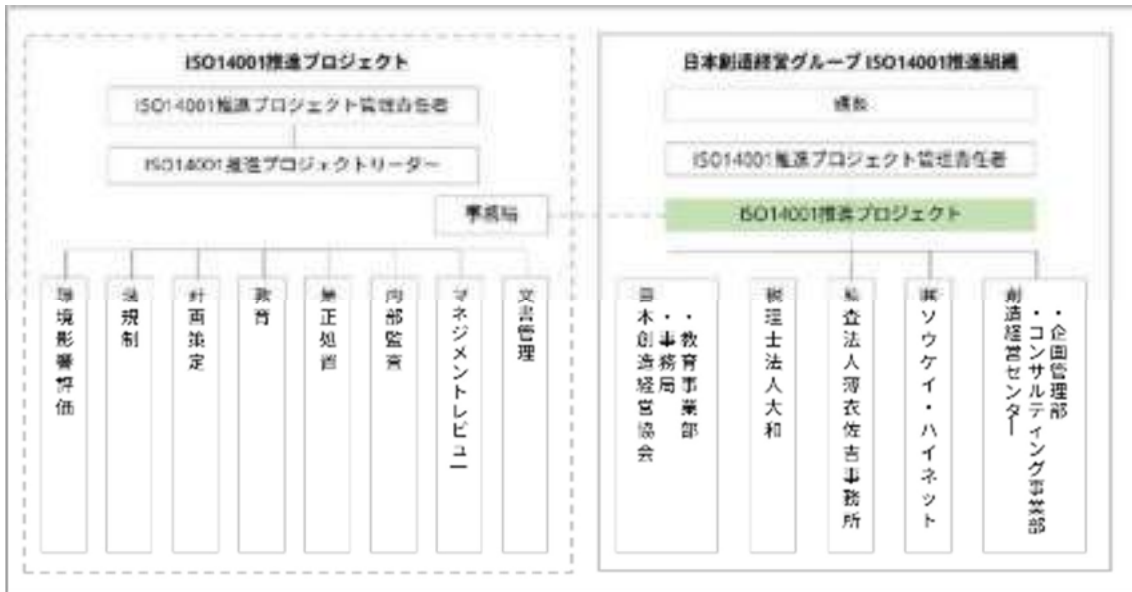 ISO14001推進プロジェクト
ISO14001推進プロジェクト管理責任者
ISO14001推進プロジェクトリーダー
事務局
環境影響評価
法規制
計画策定
教育
是正処置
内部監査
マネジメントレビュー
文書管理
日本創造経営グループ ISO14001推進組織
ISO14001推進プロジェクト管理責任者
ISO14001推進プロジェクト
日本創造経営協会
・事務局
・教育事業部
税理士法人大和
監査法人薄衣佐吉事務所
㈱ソウケイ・ハイネット
創造経営センター
・コンサルティング事業部
・企画管理部